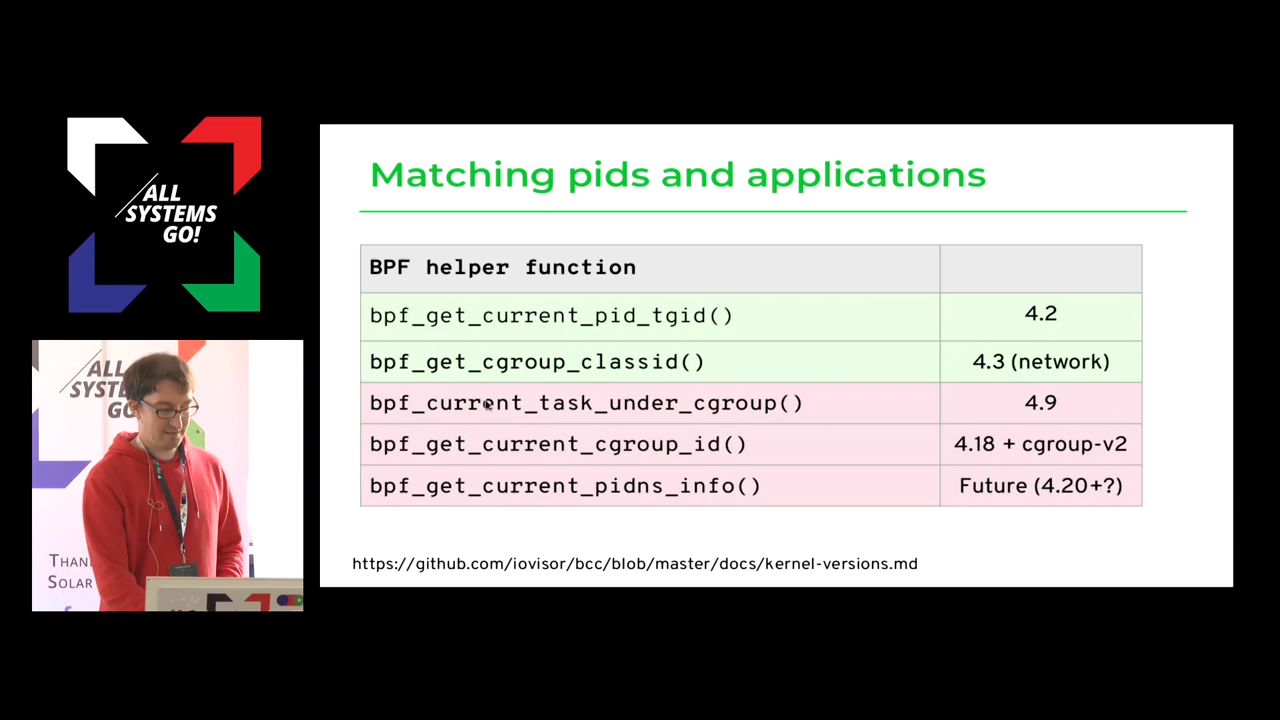 ALL
SYSTEMS
GO!
Matching pids and applications
BPF helper function
bpf_get_current_pid_tgid() 4.2
bpf_get_cgroup_classid() 4.3 (network)
bpf_current_task_under_cgroup() 4.9
bpf_get_current_cgroup_id() 4.18 + cgroup-v2
bpf_get_current_pidns_info() Future (4.20+?)
https://github.com/iovisor/bcc/blob/master/docs/kernel-versions.md
ALL
SYSTE
GO
THAN
SOLAR